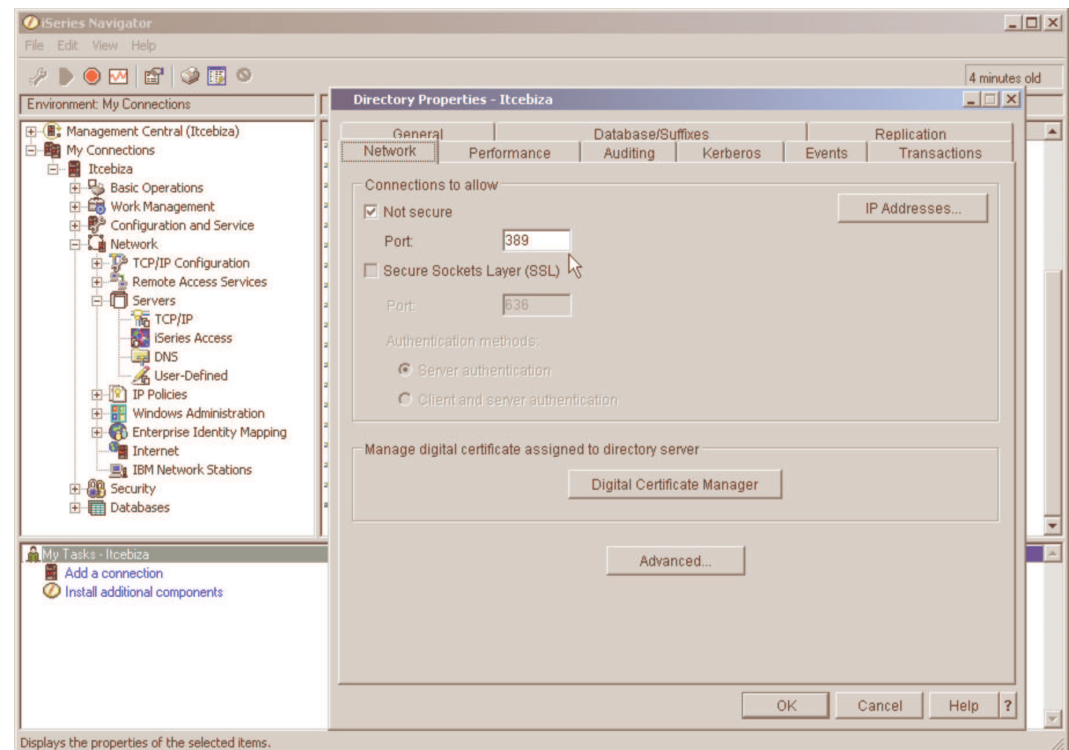 iSeries Navigator
File Edit View Help
4 minutes old
Environment: My Connections
Management Central (Itcebiza)
My Connections
Itcebiza
Basic Operations
Work Management
Configuration and Service
Network
TCP/IP Configuration
Remote Access Services
Servers
TCP/IP
iSeries Access
DNS
User-Defined
IP Policies
Windows Administration
Enterprise Identity Mapping
Internet
IBM Network Stations
Security
Databases
Directory Properties - Itcebiza
General Database/Suffixes Replication
Network Performance Auditing Kerberos Events Transactions
Connections to allow
Not secure
IP Addresses...
Port: 389
Secure Sockets Layer (SSL)
Port: 636
Authentication methods:
Server authentication
Client and server authentication
Manage digital certificate assigned to directory server
Digital Certificate Manager
Advanced...
OK Cancel Help ?
My Tasks - Itcebiza
Add a connection
Install additional components
Displays the properties of the selected items.